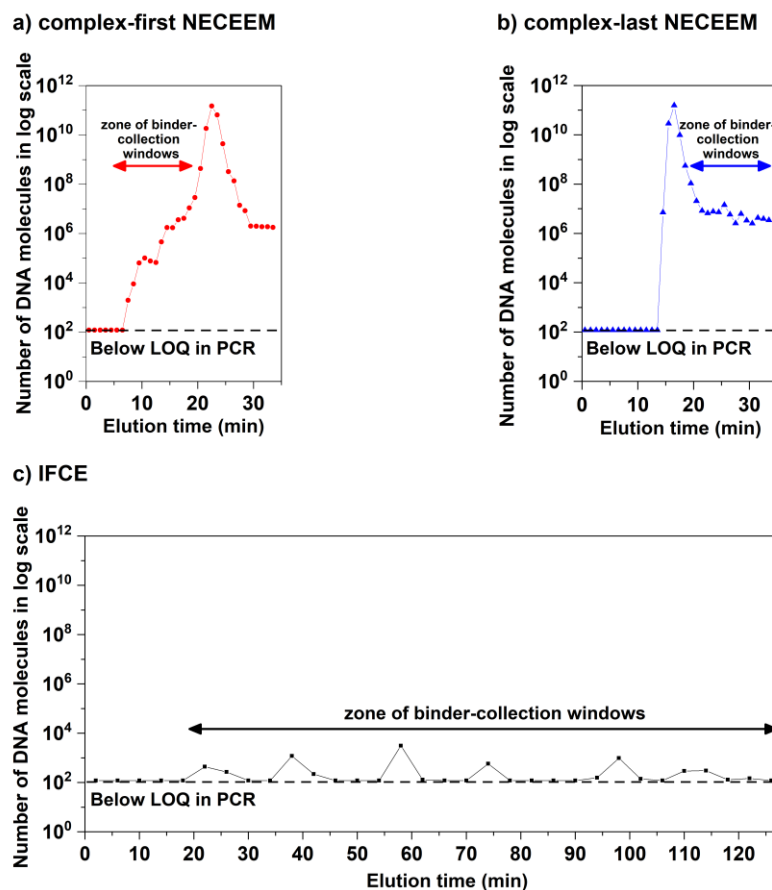 a) complex-first NECEEM
Number of DNA molecules in log scale
10¹²
10¹⁰
10⁸
10⁶
10⁴
10²
10⁰
zone of binder-
collection
windows
Below LOQ in PCR
0 10 20 30
Elution time (min)
b) complex-last NECEEM
Number of DNA molecules in log scale
10¹²
10¹⁰
10⁸
10⁶
10⁴
10²
10⁰
zone of binder-
collection
windows
Below LOQ in PCR
0 10 20 30
Elution time (min)
c) IFCE
Number of DNA molecules in log scale
10¹²
10¹⁰
10⁸
10⁶
10⁴
10²
10⁰
zone of binder-collection windows
Below LOQ in PCR
0 10 20 30 40 50 60 70 80 90 100 110 120
Elution time (min)